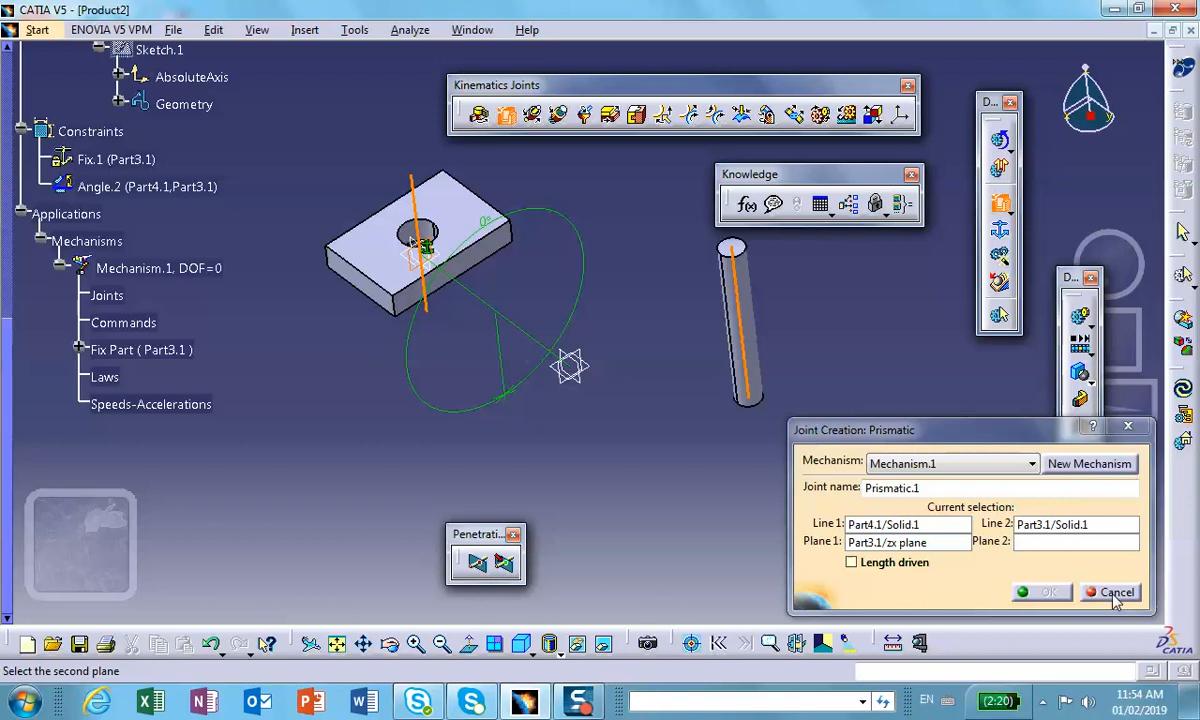 CATIA V5 - [Product2]
Start ENOVIA V5 VPM File Edit View Insert Tools Analyze Window Help
Sketch.1
AbsoluteAxis
Geometry
Constraints
Fix.1 (Part3.1)
Angle.2 (Part4.1,Part3.1)
Applications
Mechanisms
Mechanism.1, DOF=0
Joints
Commands
Fix Part ( Part3.1 )
Laws
Speeds-Accelerations
Kinematics Joints
D...
Knowledge
f(x)
0°
y
D...
Penetrati...
Joint Creation: Prismatic
?
Mechanism: Mechanism.1 New Mechanism
Joint name: Prismatic.1
Current selection:
Line 1: Part4.1/Solid.1 Line 2: Part3.1/Solid.1
Plane 1: Part3.1/zx plane Plane 2:
Length driven
OK Cancel
CATIA
Select the second plane
EN (2:20) 11:54 AM
01/02/2019